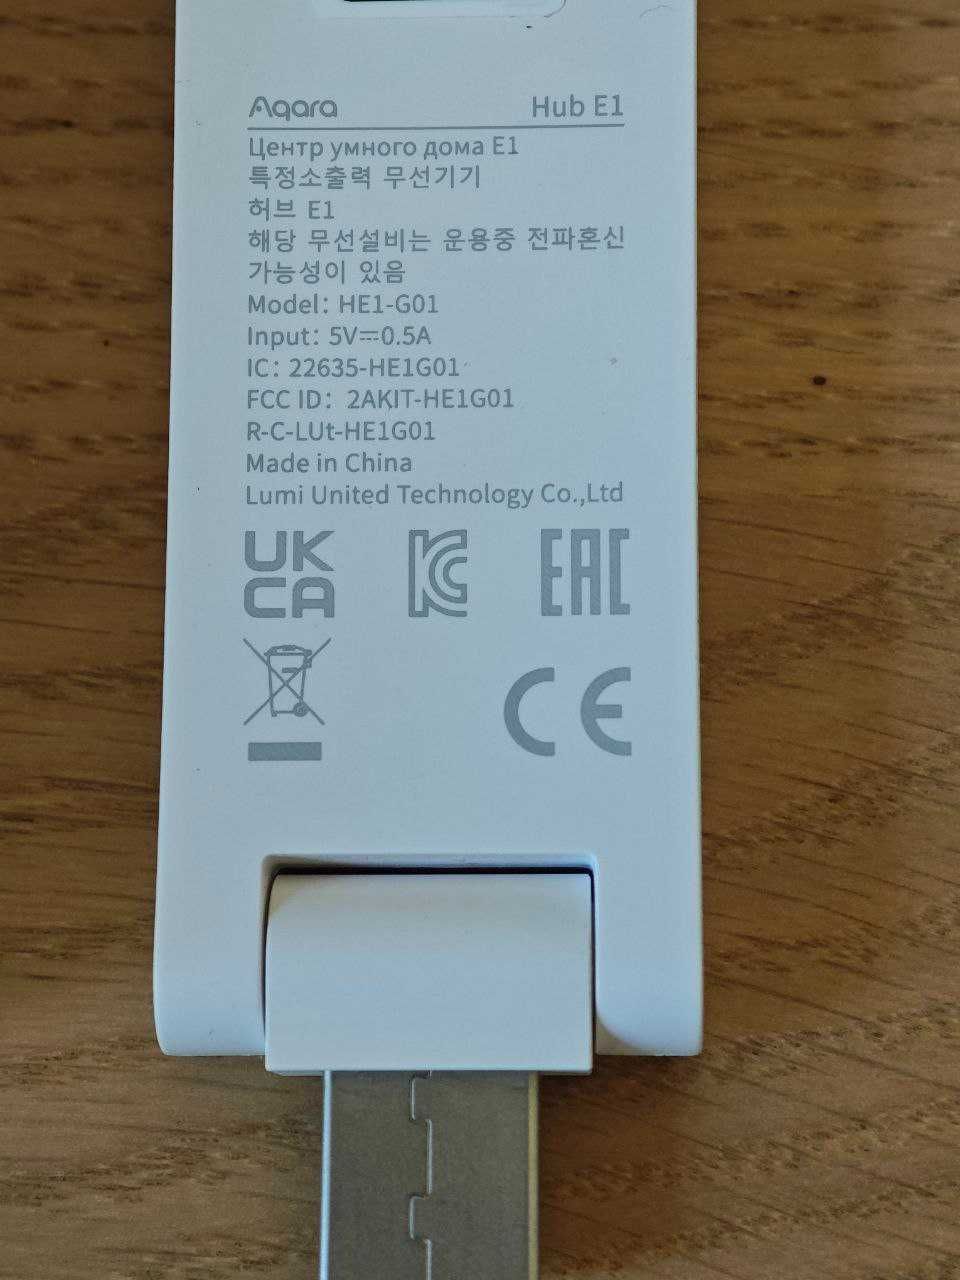 Aqara Hub E1
Центр умного дома E1
특정소출력 무선기기
허브 E1
해당 무선설비는 운용중 전파혼신
가능성이 있음
Model: HE1-G01
Input: 5V⎓0.5A
IC: 22635-HE1G01
FCC ID: 2AKIT-HE1G01
R-C-LUt-HE1G01
Made in China
Lumi United Technology Co.,Ltd
UK CA KC EAC
CE